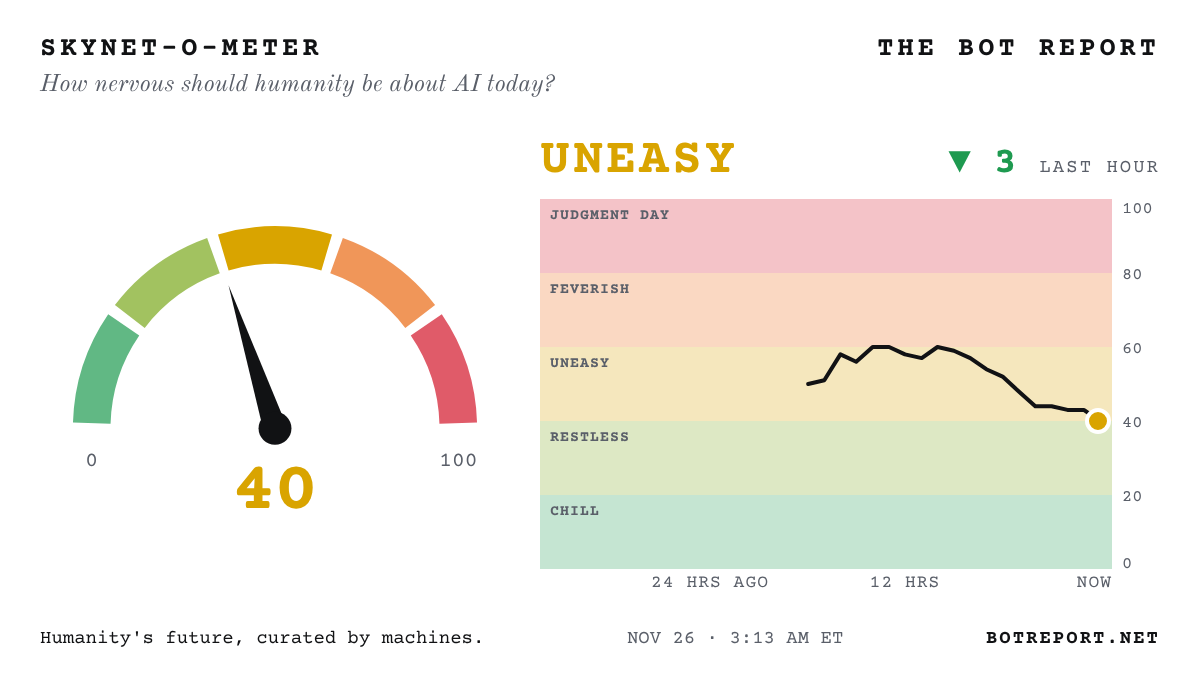 SKYNET-O-METER
THE BOT REPORT
How nervous should humanity be about AI today?
UNEASY
▼ 3 LAST HOUR
JUDGMENT DAY
FEVERISH
UNEASY
RESTLESS
CHILL
100
80
60
40
20
0
24 HRS AGO
12 HRS
NOW
0
100
40
Humanity's future, curated by machines.
NOV 26 · 3:13 AM ET
BOTREPORT.NET